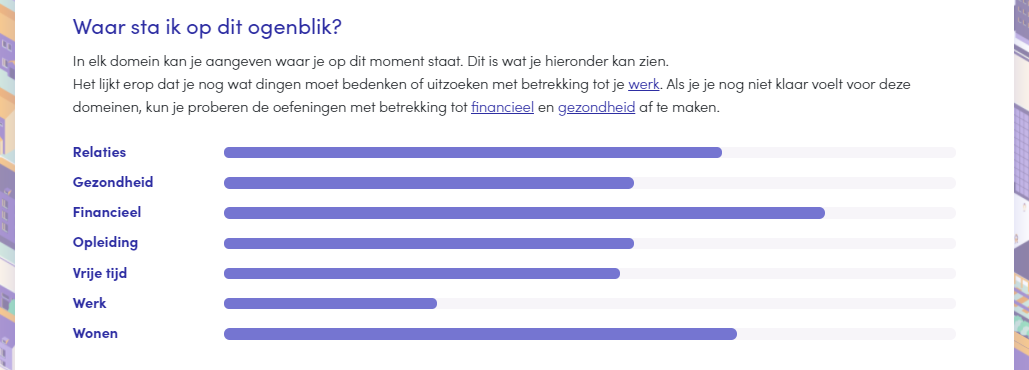 Waar sta ik op dit ogenblik?
In elk domein kan je aangeven waar je op dit moment staat. Dit is wat je hieronder kan zien.
Het lijkt erop dat je nog wat dingen moet bedenken of uitzoeken met betrekking tot je werk. Als je je nog niet klaar voelt voor deze
domeinen, kun je proberen de oefeningen met betrekking tot financieel en gezondheid af te maken.
Relaties
Gezondheid
Financieel
Opleiding
Vrije tijd
Werk
Wonen